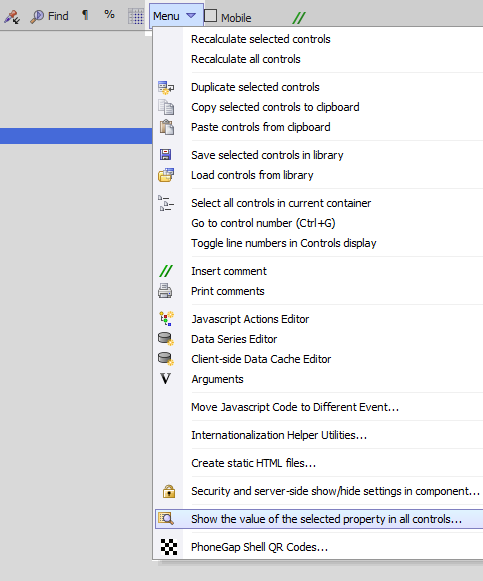 Find ¶ % Menu Mobile //
Recalculate selected controls
Recalculate all controls
Duplicate selected controls
Copy selected controls to clipboard
Paste controls from clipboard
Save selected controls in library
Load controls from library
Select all controls in current container
Go to control number (Ctrl+G)
Toggle line numbers in Controls display
// Insert comment
Print comments
Javascript Actions Editor
Data Series Editor
Client-side Data Cache Editor
V Arguments
Move Javascript Code to Different Event...
Internationalization Helper Utilities...
Create static HTML files...
Security and server-side show/hide settings in component...
Show the value of the selected property in all controls...
PhoneGap Shell QR Codes...